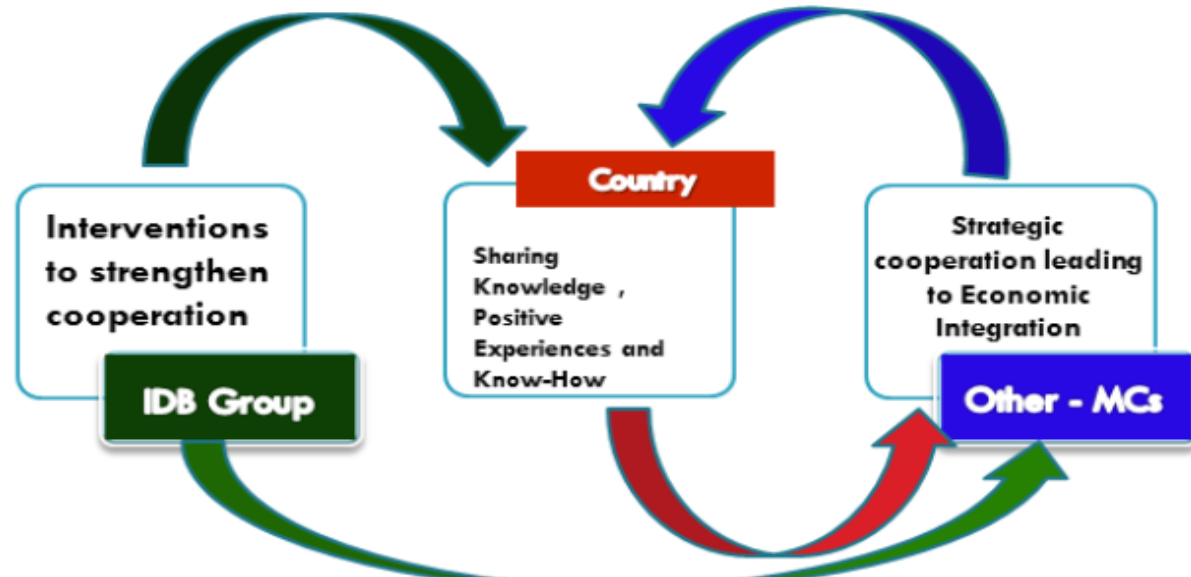 Interventions
to strengthen
cooperation
IDB Group
Country
Sharing
Knowledge ,
Positive
Experiences and
Know-How
Strategic
cooperation leading
to Economic
Integration
Other - MCs